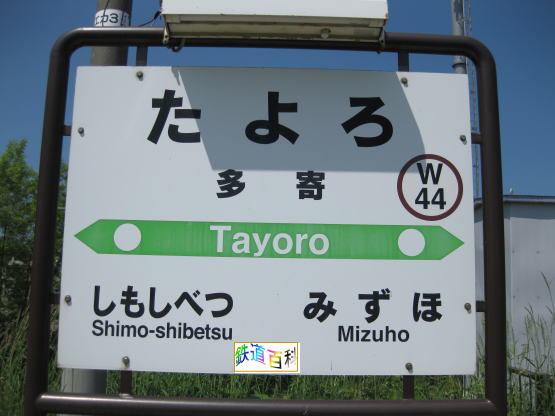 たよろ
多寄
W
44
Tayoro
しもしべつ みずほ
Shimo-shibetsu Mizuho
鉄道百科